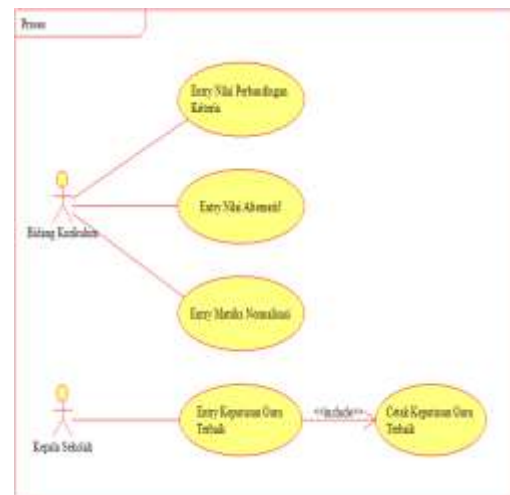 Proses
Entry Nilai Perbandingan
Kriteria
Entry Nilai Alternatif
Bidang Kurikulum
Entry Matriks Normalisasi
Entry Keputusan Guru
Terbaik
<<include>>
Cetak Keputusan Guru
Terbaik
Kepala Sekolah